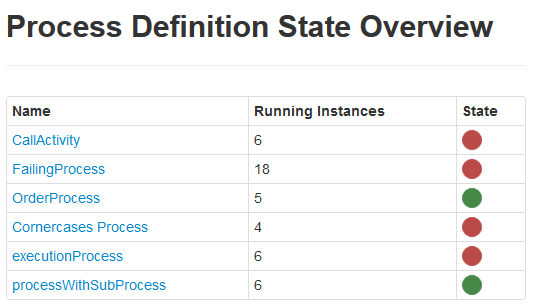 Process Definition State Overview
Name Running Instances State
CallActivity 6
FailingProcess 18
OrderProcess 5
Cornercases Process 4
executionProcess 6
processWithSubProcess 6